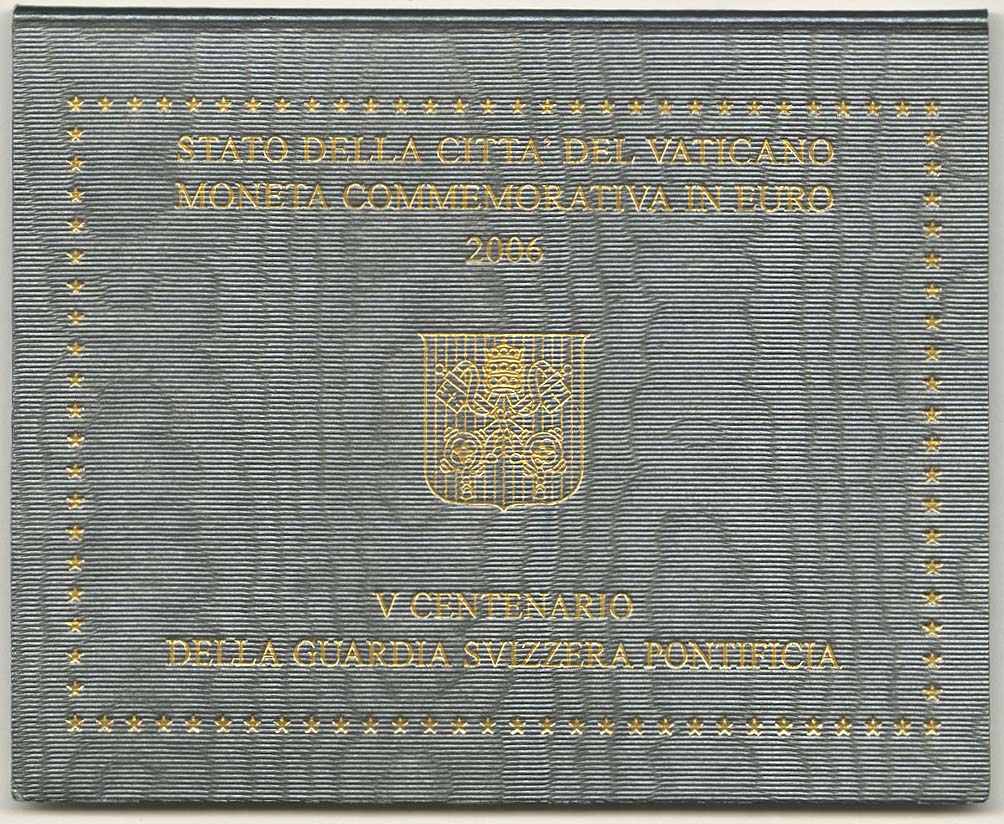 STATO DELLA CITTA' DEL VATICANO
MONETA COMMEMORATIVA IN EURO
2006
V CENTENARIO
DELLA GUARDIA SVIZZERA PONTIFICIA